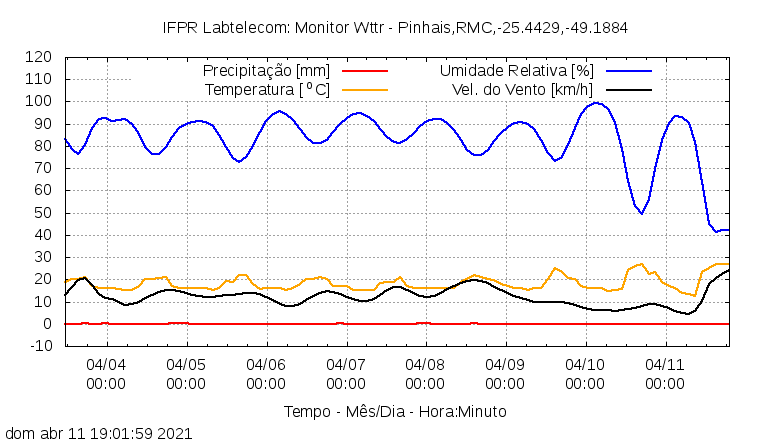 IFPR Labtelecom: Monitor Wttr - Pinhais,RMC,-25.4429,-49.1884
120
110
100
90
80
70
60
50
40
30
20
10
0
-10
Precipitação [mm]
Temperatura [⁰C]
Umidade Relativa [%]
Vel. do Vento [km/h]
04/04 04/05 04/06 04/07 04/08 04/09 04/10 04/11
00:00 00:00 00:00 00:00 00:00 00:00 00:00 00:00
Tempo - Mês/Dia - Hora:Minuto
dom abr 11 19:01:59 2021